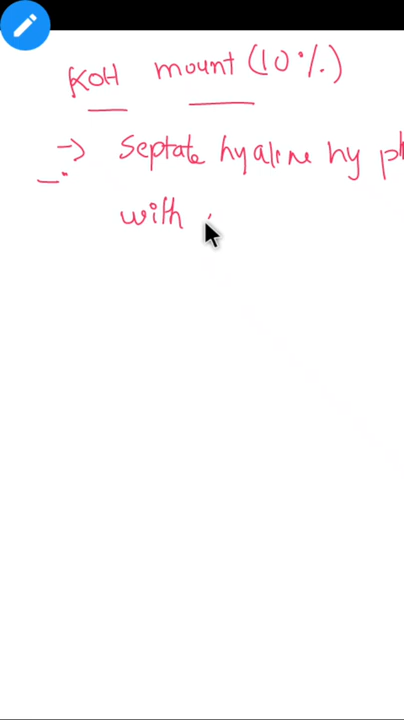 KOH mount (10%)
→ Septate hyaline hyph
with